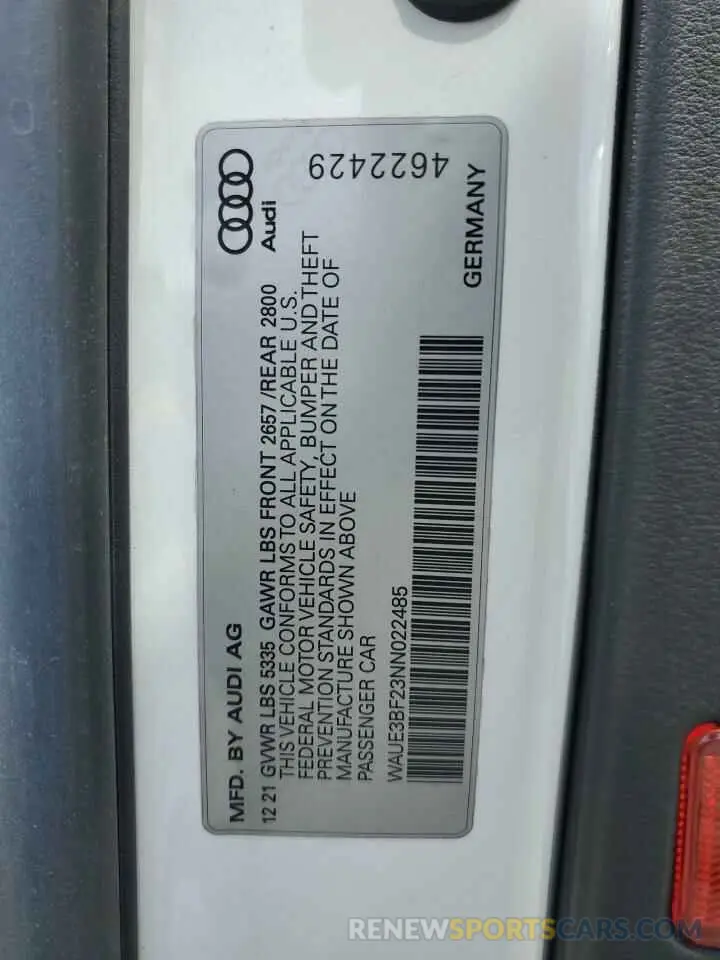 MFD. BY AUDI AG
Audi
12 21 GVWR LBS 5335 GAWR LBS FRONT 2657 /REAR 2800
THIS VEHICLE CONFORMS TO ALL APPLICABLE U.S.
FEDERAL MOTOR VEHICLE SAFETY, BUMPER AND THEFT
PREVENTION STANDARDS IN EFFECT ON THE DATE OF
MANUFACTURE SHOWN ABOVE
PASSENGER CAR
WAUE3BF23NN022485
4622429
GERMANY
RENEWSPORTSCARS.COM